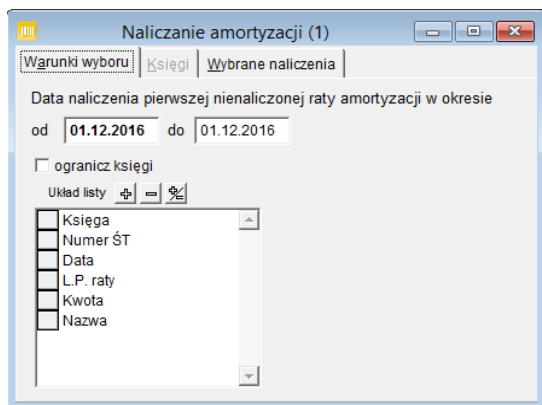 Naliczanie amortyzacji (1)
Warunki wyboru Księgi Wybrane naliczenia
Data naliczenia pierwszej nienaliczonej raty amortyzacji w okresie
od 01.12.2016 do 01.12.2016
ogranicz księgi
Układ listy
Księga
Numer ŚT
Data
L.P. raty
Kwota
Nazwa